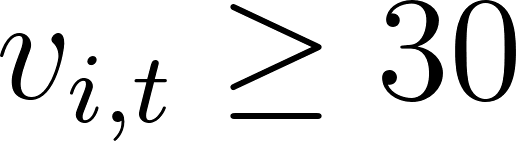 v_{i,t} ≥ 30